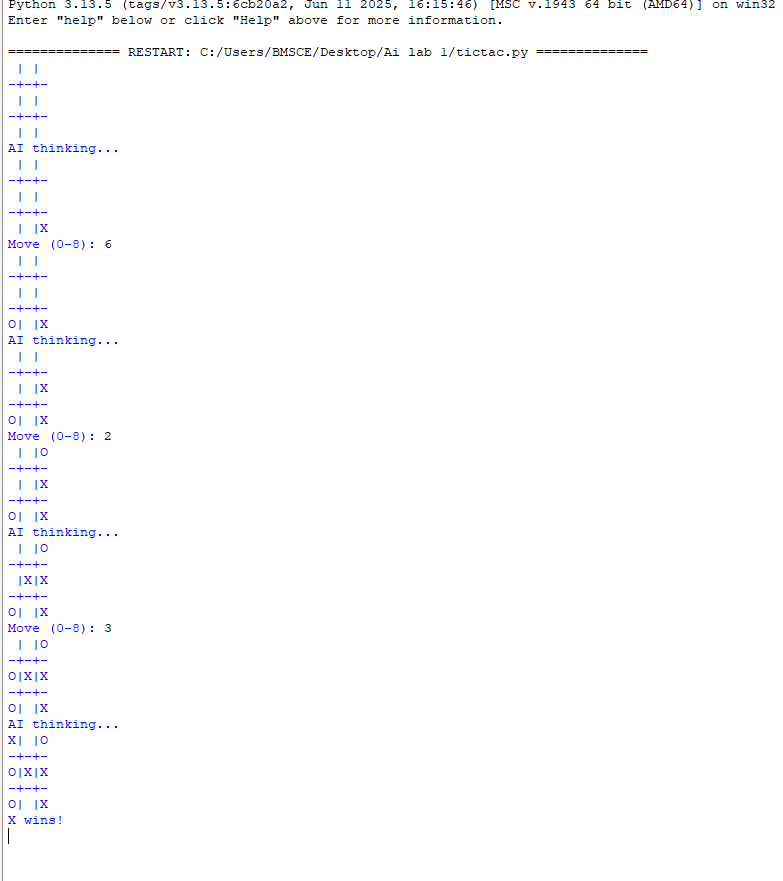 Python 3.13.5 (tags/v3.13.5:6cb20a2, Jun 11 2025, 16:15:46) [MSC v.1943 64 bit (AMD64)] on win32
Enter "help" below or click "Help" above for more information.
============== RESTART: C:/Users/BMSCE/Desktop/Ai lab 1/tictac.py ==============
 | | 
-+-+-
 | | 
-+-+-
 | | 
AI thinking...
 | | 
-+-+-
 | | 
-+-+-
 | |X
Move (0-8): 6
 | | 
-+-+-
 | | 
-+-+-
O| |X
AI thinking...
 | | 
-+-+-
 | |X
-+-+-
O| |X
Move (0-8): 2
 | |O
-+-+-
 | |X
-+-+-
O| |X
AI thinking...
 | |O
-+-+-
 |X|X
-+-+-
O| |X
Move (0-8): 3
 | |O
-+-+-
O|X|X
-+-+-
O| |X
AI thinking...
X| |O
-+-+-
O|X|X
-+-+-
O| |X
X wins!